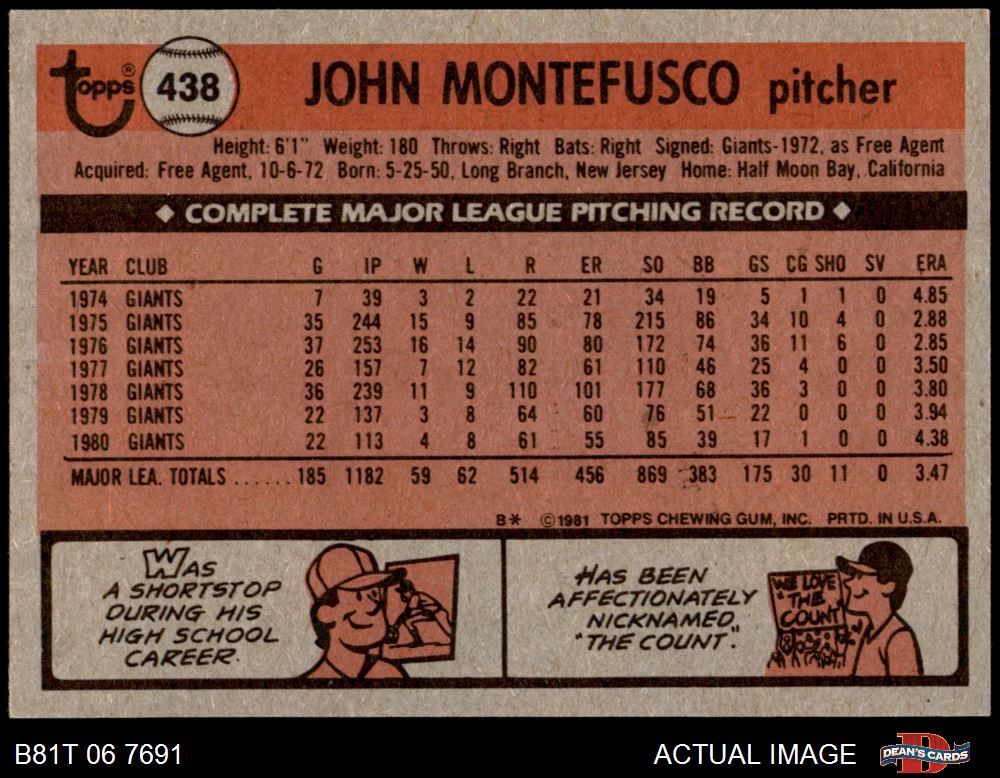 Topps® 438 JOHN MONTEFUSCO pitcher
Height: 6'1" Weight: 180 Throws: Right Bats: Right Signed: Giants-1972, as Free Agent
Acquired: Free Agent, 10-6-72 Born: 5-25-50, Long Branch, New Jersey Home: Half Moon Bay, California
◆ COMPLETE MAJOR LEAGUE PITCHING RECORD ◆
YEAR CLUB G IP W L R ER SO BB GS CG SHO SV ERA
1974 GIANTS 7 39 3 2 22 21 34 19 5 1 1 0 4.85
1975 GIANTS 35 244 15 9 85 78 215 86 34 10 4 0 2.88
1976 GIANTS 37 253 16 14 90 80 172 74 36 11 6 0 2.85
1977 GIANTS 26 157 7 12 82 61 110 46 25 4 0 0 3.50
1978 GIANTS 36 239 11 9 110 101 177 68 36 3 0 0 3.80
1979 GIANTS 22 137 3 8 64 60 76 51 22 0 0 0 3.94
1980 GIANTS 22 113 4 8 61 55 85 39 17 1 0 0 4.38
MAJOR LEA. TOTALS ...... 185 1182 59 62 514 456 869 383 175 30 11 0 3.47
B* ©1981 TOPPS CHEWING GUM, INC. PRTD. IN U.S.A.
WAS
A SHORTSTOP
DURING HIS
HIGH SCHOOL
CAREER.
HAS BEEN
AFFECTIONATELY
NICKNAMED
"THE COUNT".
WE LOVE
"THE
COUNT"
B81T 06 7691 ACTUAL IMAGE DEAN'S CARDS